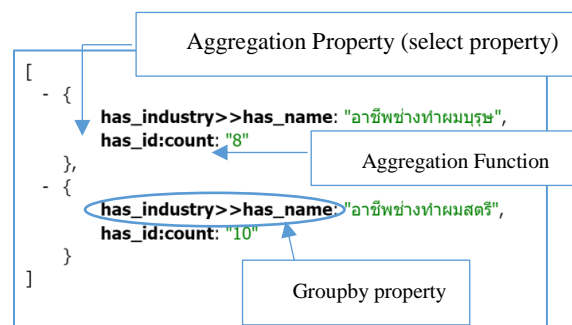 Aggregation Property (select property)
[
- {
has_industry>>has_name: "อาชีพช่างทำผมบุรุษ",
has_id:count: "8"
Aggregation Function
},
- {
has_industry>>has_name: "อาชีพช่างทำผมสตรี",
has_id:count: "10"
}
Groupby property
]